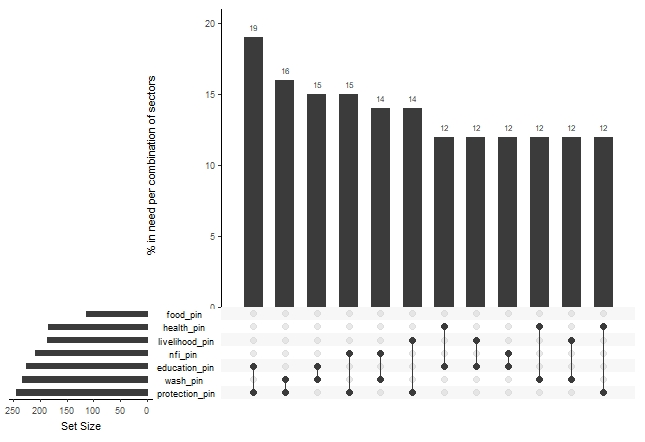 20
15
10
5
0
% in need per combination of sectors
19
16
15
15
14
14
12
12
12
12
12
12
food_pin
health_pin
livelihood_pin
nfi_pin
education_pin
wash_pin
protection_pin
250 200 150 100 50 0
Set Size